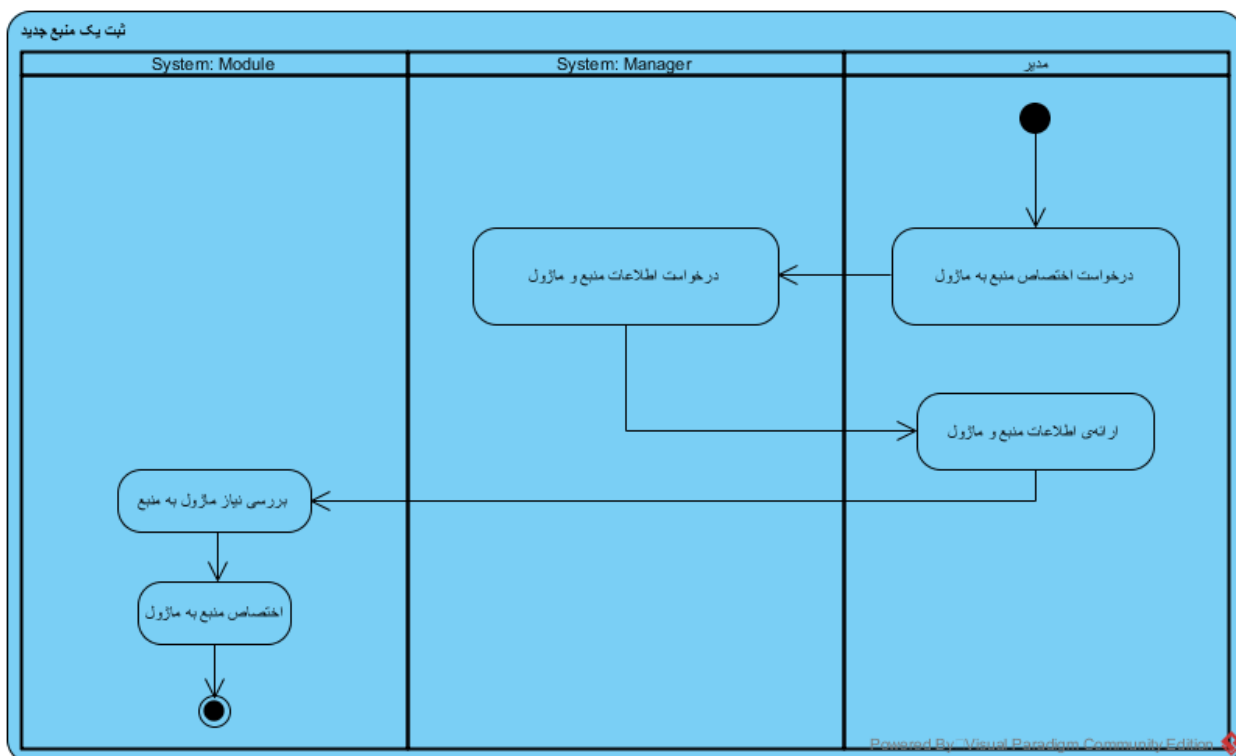 ثبت یک منبع جدید
System: Module
System: Manager
مدیر
درخواست اطلاعات منبع و ماژول
درخواست اختصاص منبع به ماژول
ارائه‌ی اطلاعات منبع و ماژول
بررسی نیاز ماژول به منبع
اختصاص منبع به ماژول
Powered By Visual Paradigm Community Edition